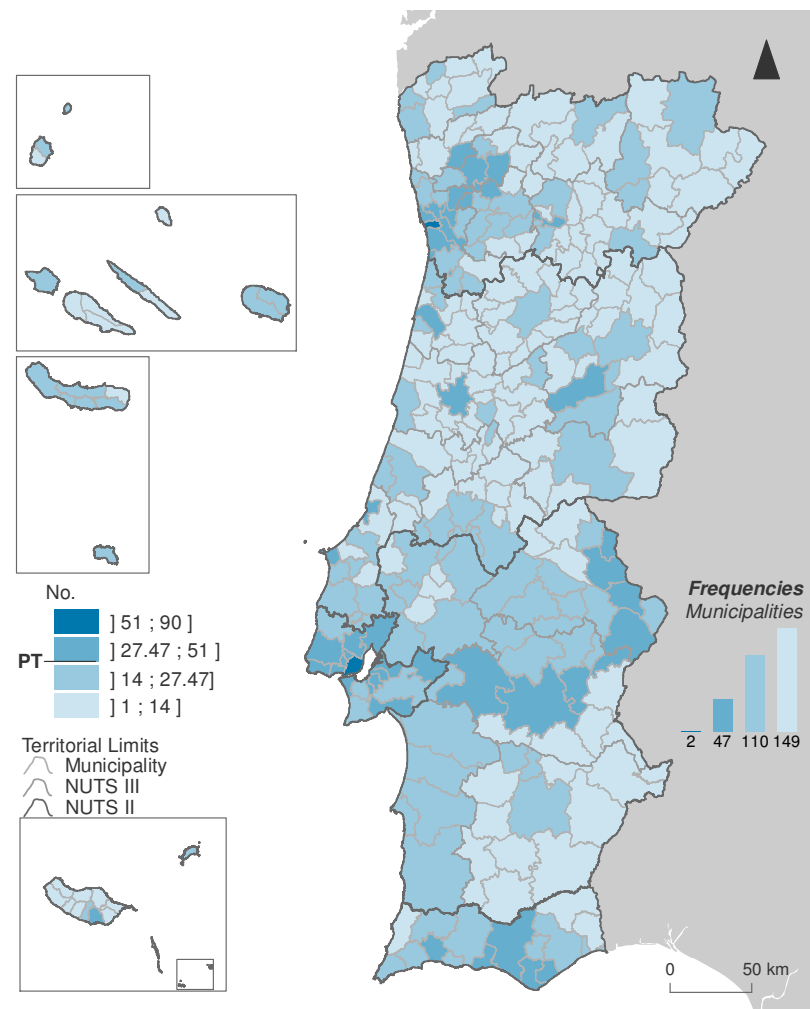 No.
] 51 ; 90 ]
] 27.47 ; 51 ]
PT
] 14 ; 27.47]
] 1 ; 14 ]
Territorial Limits
Municipality
NUTS III
NUTS II
Frequencies
Municipalities
2 47 110 149
0 50 km